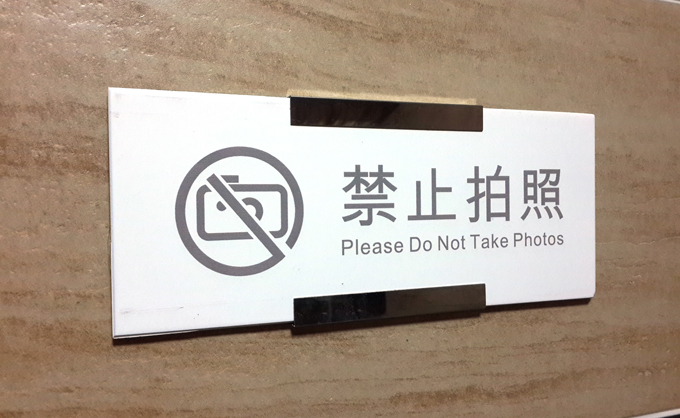 禁止拍照
Please Do Not Take Photos